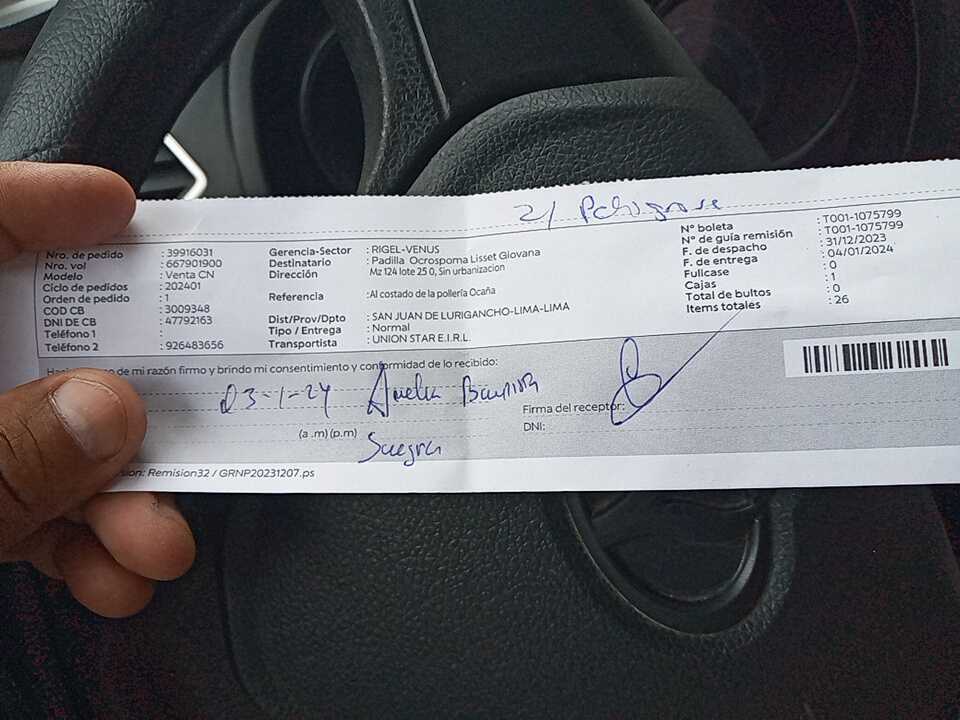 2/
Nro. de pedido : 39916031
Nro. vol : 667901900
Modelo : Venta CN
Ciclo de pedidos : 202401
Orden de pedido : 1
COD CB : 3009348
DNI DE CB : 47792163
Teléfono 1 :
Teléfono 2 : 926483656
Gerencia-Sector : RIGEL-VENUS
Destinatario : Padilla Ocrospoma Lisset Giovana
Dirección Mz 124 lote 25 0, Sin urbanizacion
Referencia :Al costado de la pollería Ocaña
Dist/Prov/Dpto : SAN JUAN DE LURIGANCHO-LIMA-LIMA
Tipo / Entrega : Normal
Transportista : UNION STAR E.I.R.L.
N° boleta : T001-1075799
N° de guía remisión : T001-1075799
F. de despacho : 31/12/2023
F. de entrega : 04/01/2024
Fullcase : 0
Cajas : 1
Total de bultos : 0
Items totales : 26
de mi razón firmo y brindo mi consentimiento y conformidad de lo recibido:
03-1-24 Amelia Bautista
(a .m) (p.m)
Suegra
Firma del receptor:
DNI:
Remision32 / GRNP20231207.ps